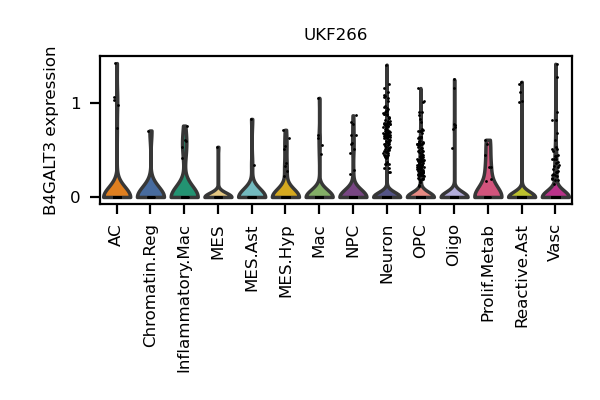 UKF266
B4GALT3 expression
1
0
AC
Chromatin.Reg
Inflammatory.Mac
MES
MES.Ast
MES.Hyp
Mac
NPC
Neuron
OPC
Oligo
Prolif.Metab
Reactive.Ast
Vasc